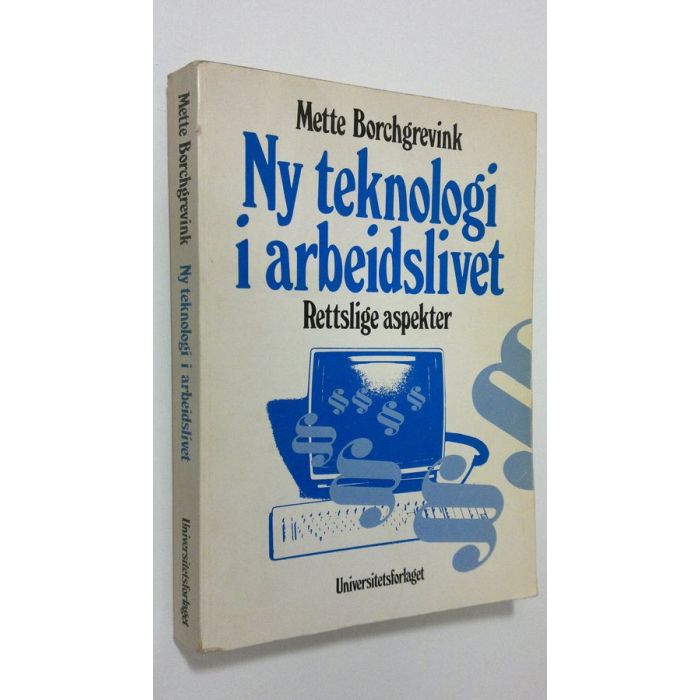 Mette Borchgrevink
Ny teknologi
i arbeidslivet
Rettslige aspekter
§ § § §
§
§ §
§
Universitetsforlaget
Mette Borchgrevink Ny teknologi i arbeidslivet Universitetsforlaget